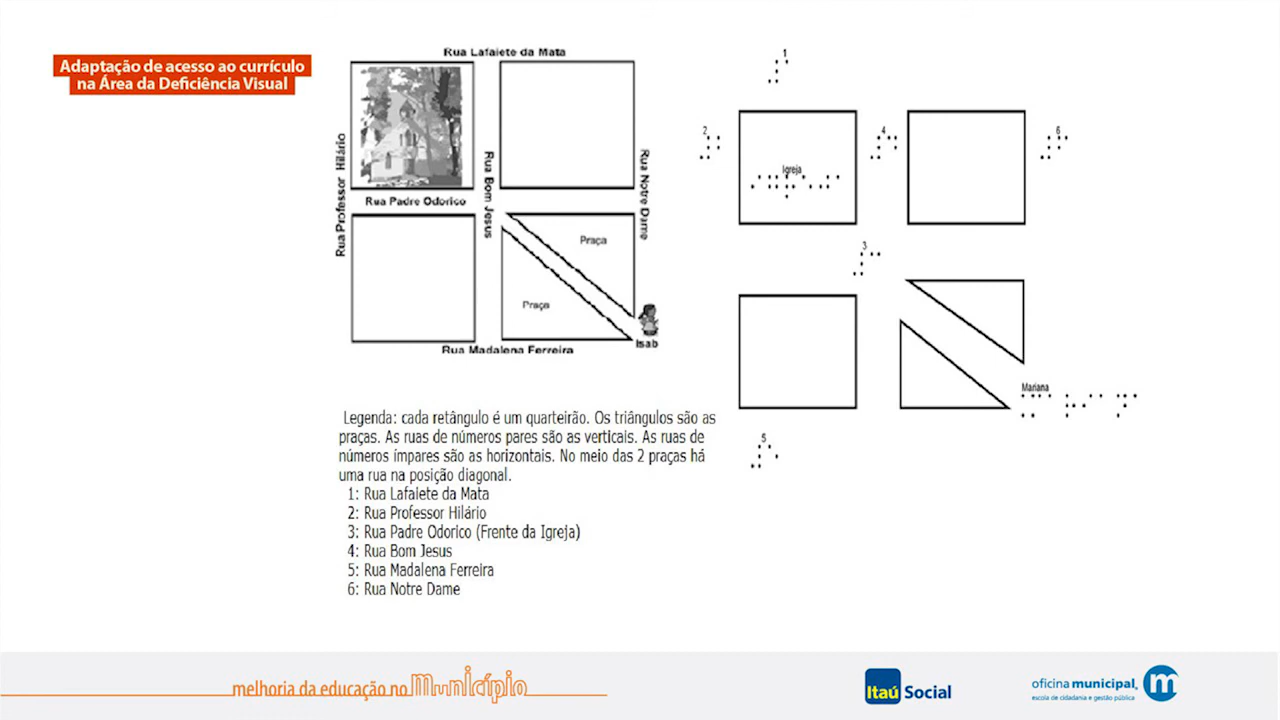 Adaptação de acesso ao currículo
na Área da Deficiência Visual
Rua Lafaiete da Mata
Rua Professor Hilário
Rua Bom Jesus
Rua Notre Dame
Rua Padre Odorico
Praça
Praça
Isab
Rua Madalena Ferreira
1
2
4
6
Igreja
3
Mariana
5
Legenda: cada retângulo é um quarteirão. Os triângulos são as
praças. As ruas de números pares são as verticais. As ruas de
números ímpares são as horizontais. No meio das 2 praças há
uma rua na posição diagonal.
1: Rua Lafaiete da Mata
2: Rua Professor Hilário
3: Rua Padre Odorico (Frente da Igreja)
4: Rua Bom Jesus
5: Rua Madalena Ferreira
6: Rua Notre Dame
melhoria da educação no município
Itaú Social
oficina municipal
escola de cidadania e gestão pública
m